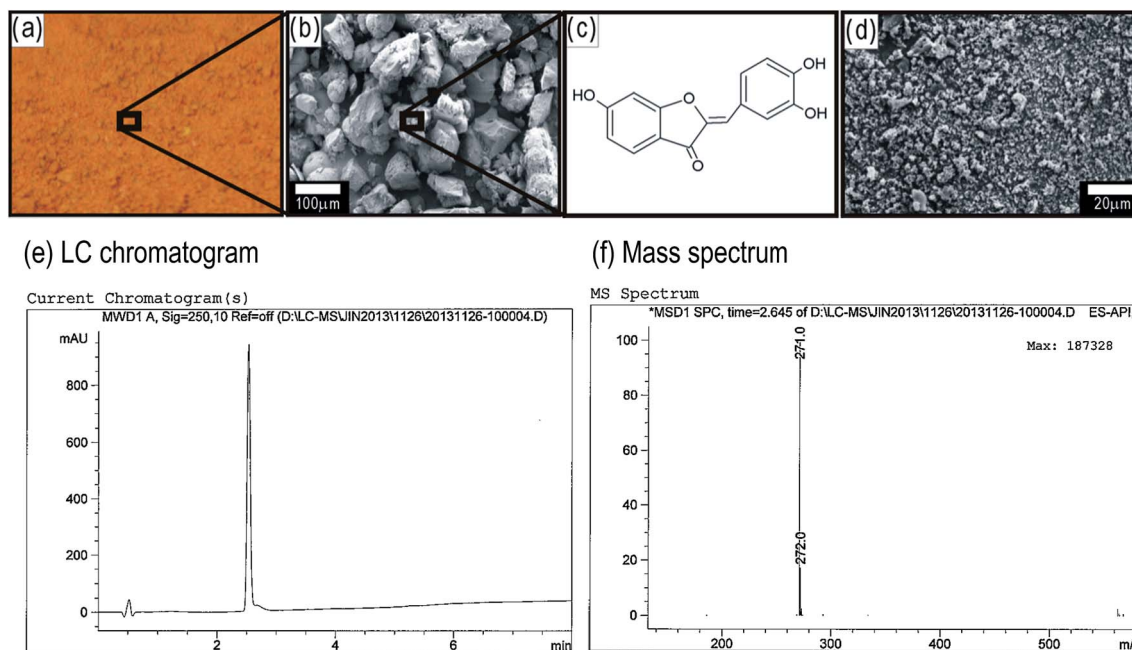 (a)
(b)
(c)
(d)
100μm
HO
O
O
OH
OH
20μm
(e) LC chromatogram
Current Chromatogram(s)
MWD1 A, Sig=250,10 Ref=off (D:\LC-MS\JIN2013\1126\20131126-100004.D)
mAU
800
600
400
200
0
2
4
6
min
(f) Mass spectrum
MS Spectrum
*MSD1 SPC, time=2.645 of D:\LC-MS\JIN2013\1126\20131126-100004.D ES-API
Max: 187328
271.0
272.0
100
80
60
40
20
0
200
300
400
500